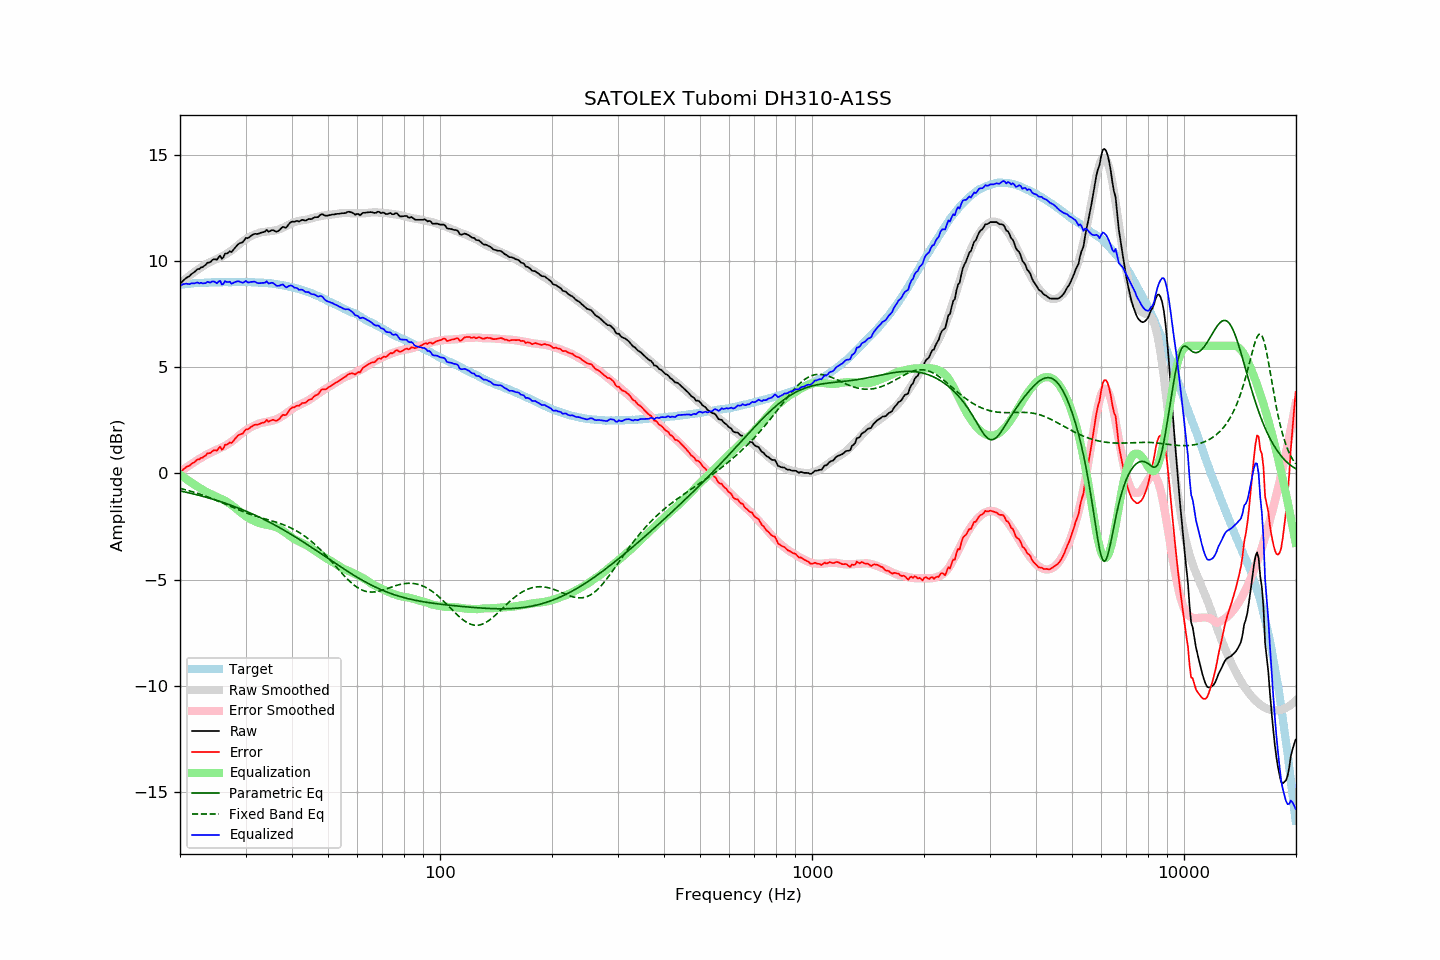 SATOLEX Tubomi DH310-A1SS
Amplitude (dBr)
15
10
5
0
−5
−10
−15
Target
Raw Smoothed
Error Smoothed
Raw
Error
Equalization
Parametric Eq
Fixed Band Eq
Equalized
100
1000
10000
Frequency (Hz)